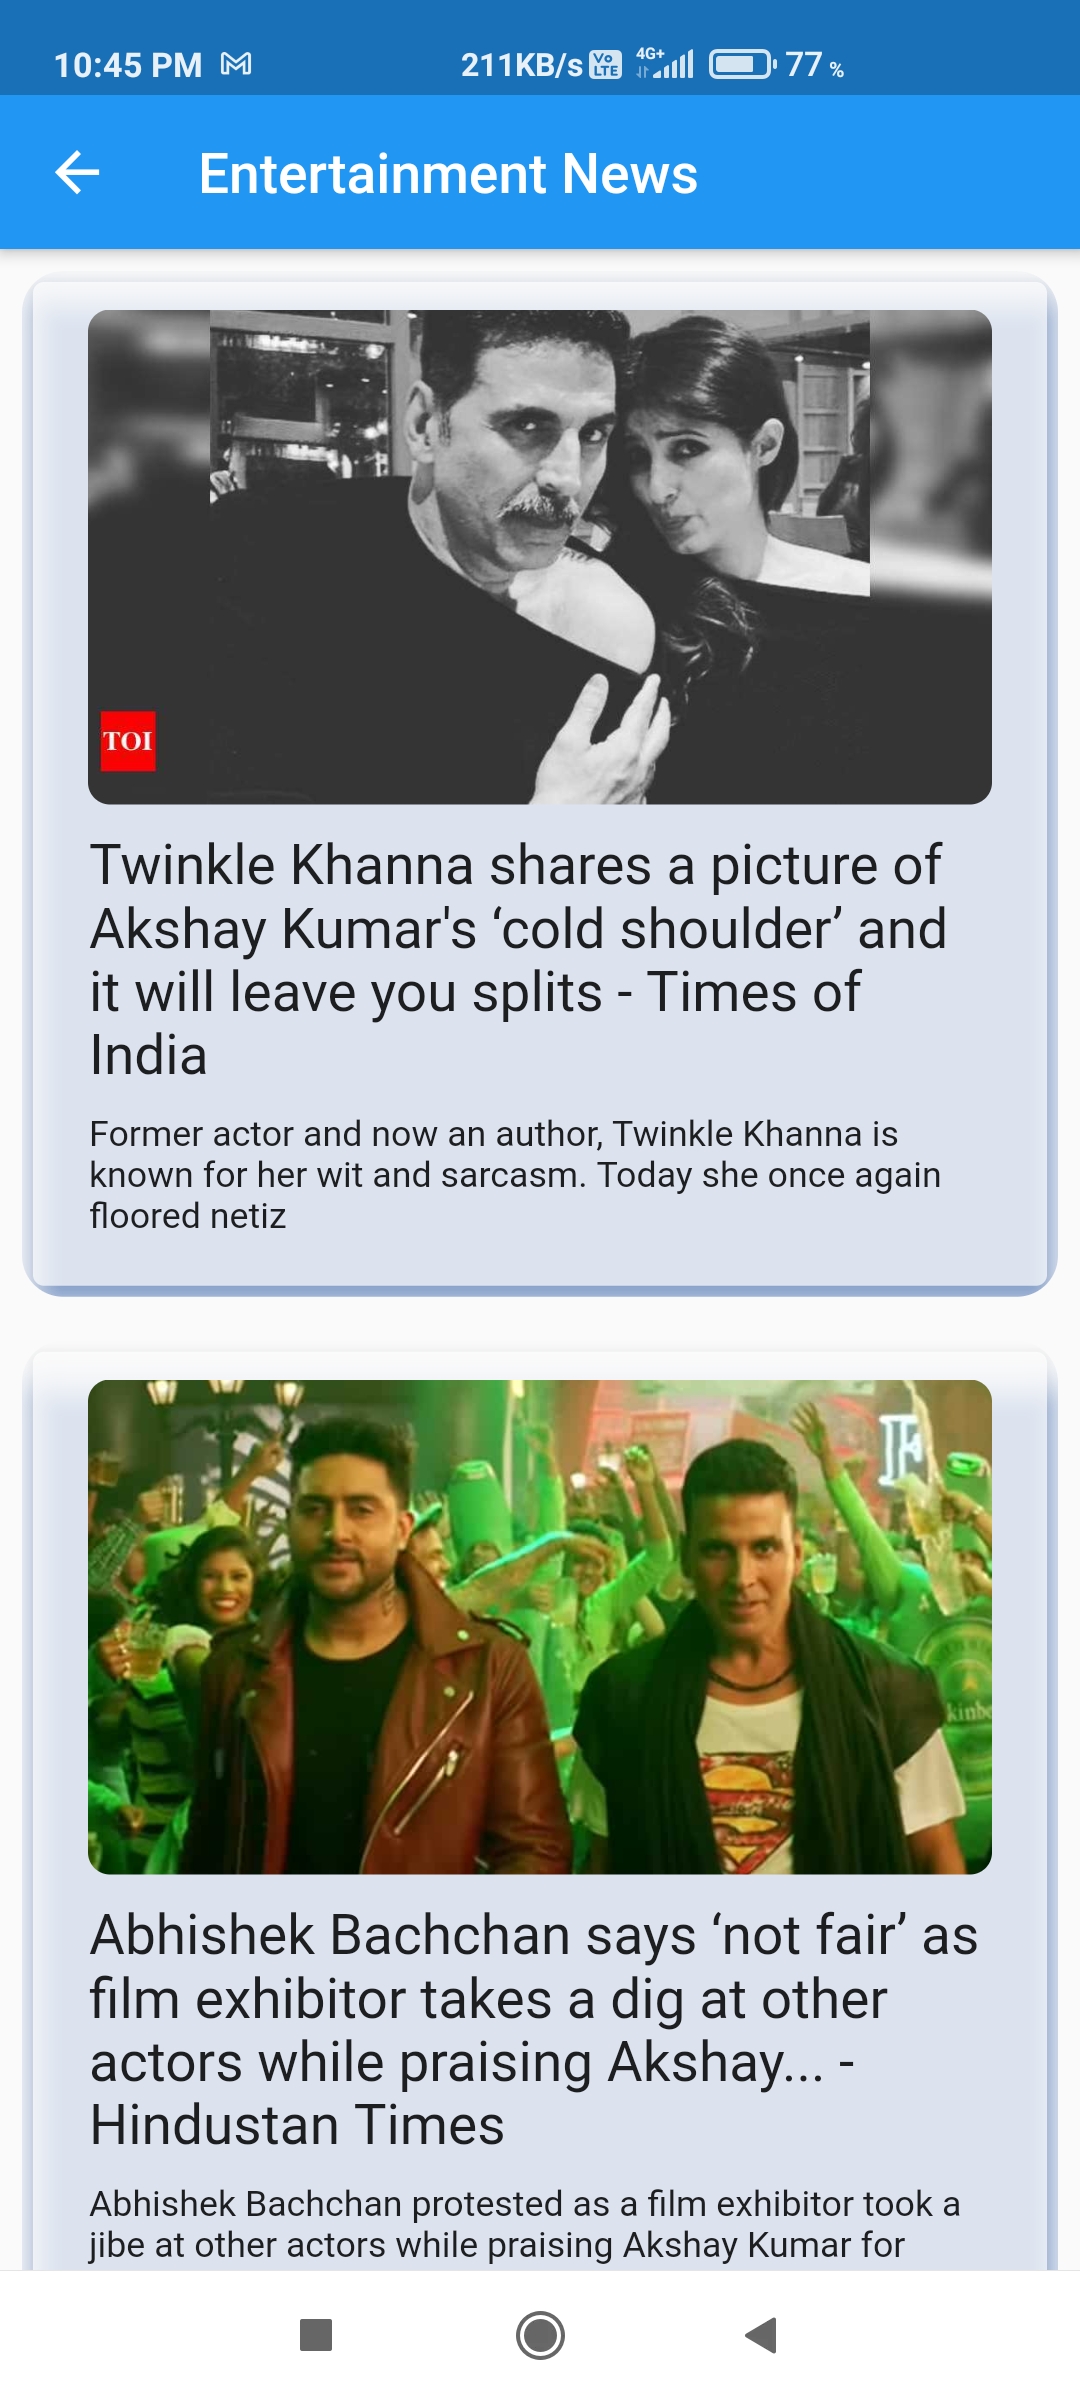 10:45 PM 211KB/s Vo LTE 4G+ 77 %
Entertainment News
TOI
Twinkle Khanna shares a picture of
Akshay Kumar's ‘cold shoulder’ and
it will leave you splits - Times of
India
Former actor and now an author, Twinkle Khanna is
known for her wit and sarcasm. Today she once again
floored netiz
Abhishek Bachchan says ‘not fair’ as
film exhibitor takes a dig at other
actors while praising Akshay... -
Hindustan Times
Abhishek Bachchan protested as a film exhibitor took a
jibe at other actors while praising Akshay Kumar for